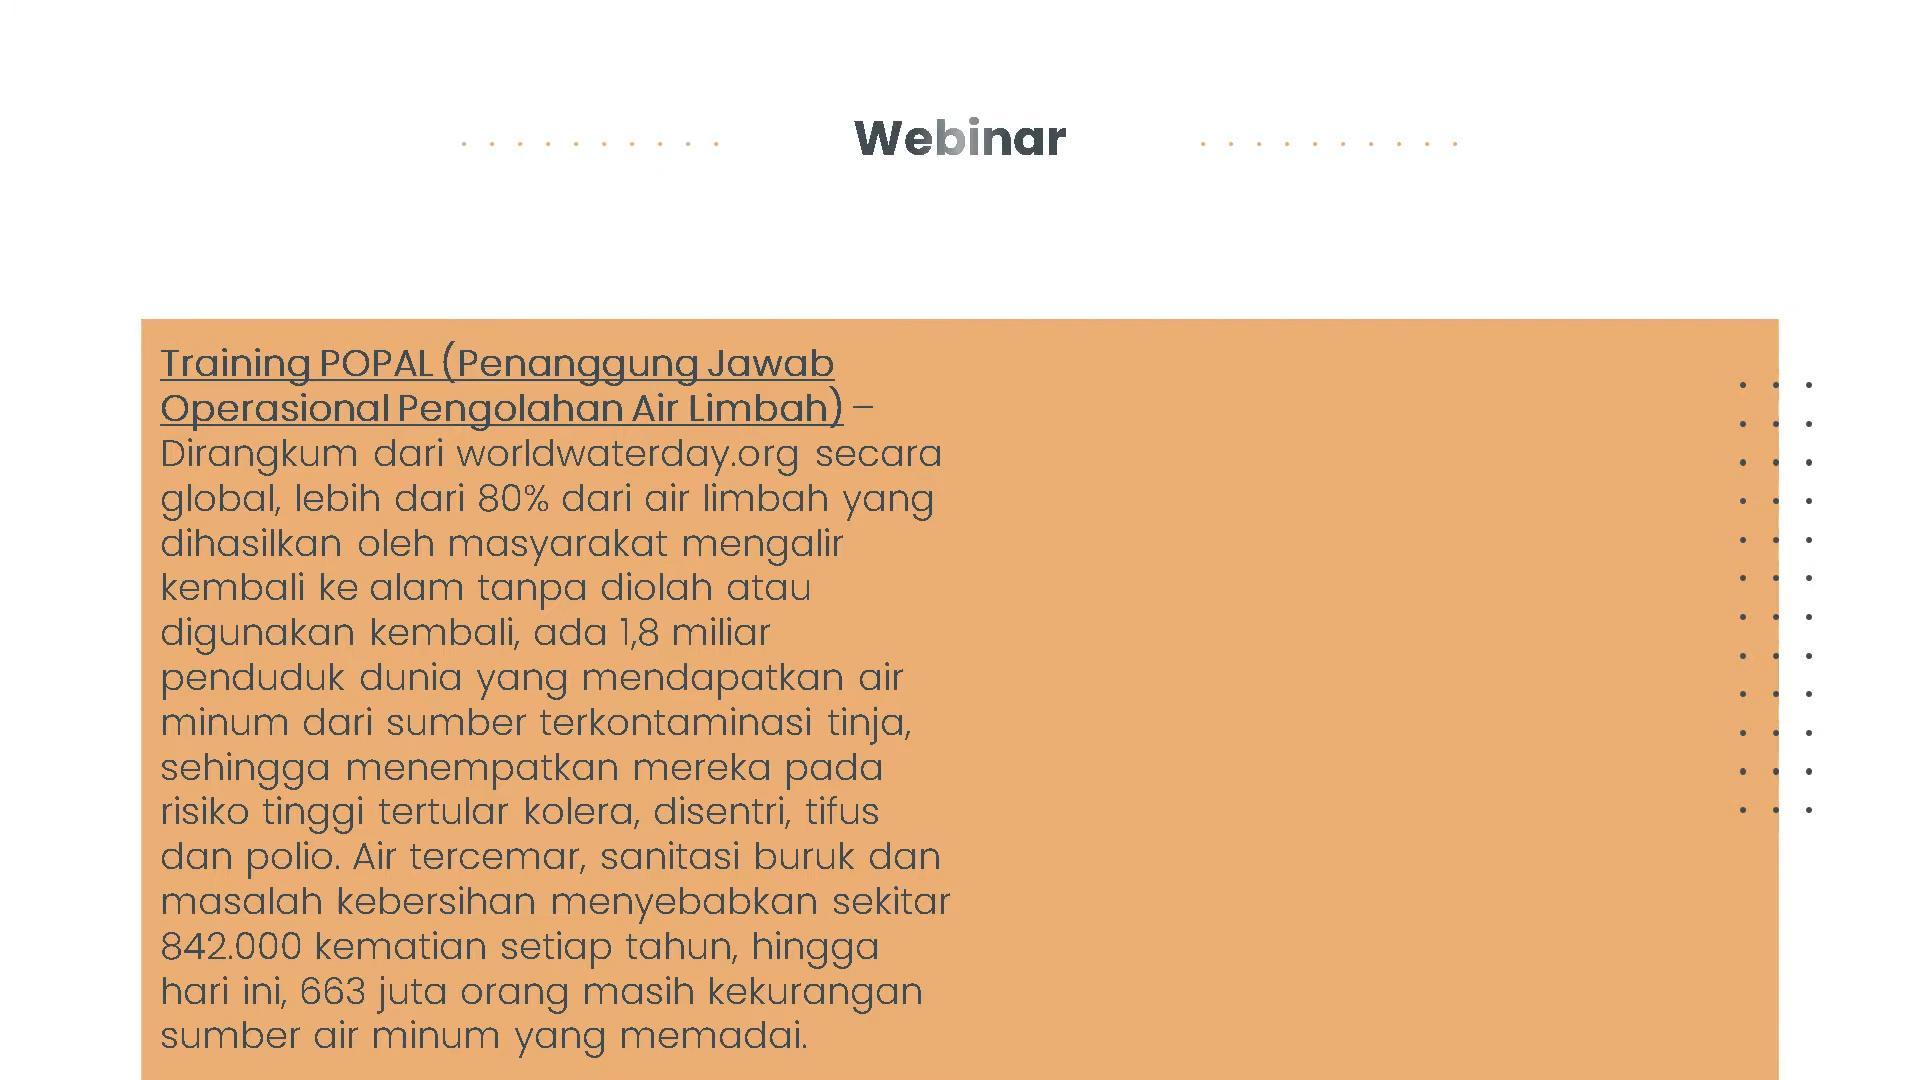 Webinar
Training POPAL (Penanggung Jawab
Operasional Pengolahan Air Limbah) –
Dirangkum dari worldwaterday.org secara
global, lebih dari 80% dari air limbah yang
dihasilkan oleh masyarakat mengalir
kembali ke alam tanpa diolah atau
digunakan kembali, ada 1,8 miliar
penduduk dunia yang mendapatkan air
minum dari sumber terkontaminasi tinja,
sehingga menempatkan mereka pada
risiko tinggi tertular kolera, disentri, tifus
dan polio. Air tercemar, sanitasi buruk dan
masalah kebersihan menyebabkan sekitar
842.000 kematian setiap tahun, hingga
hari ini, 663 juta orang masih kekurangan
sumber air minum yang memadai.